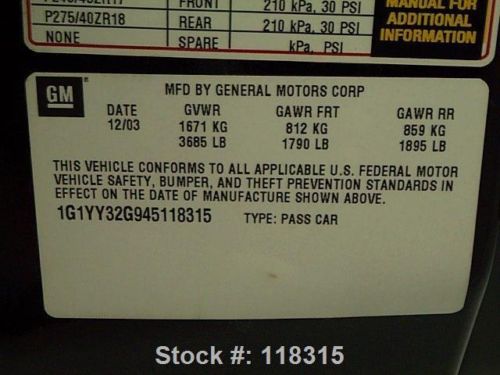 FRONT 210 kPa, 30 PSI
P275/40ZR18 REAR 210 kPa, 30 PSI
NONE SPARE kPa, PSI
MANUAL FOR
ADDITIONAL
INFORMATION
GM
MFD BY GENERAL MOTORS CORP
DATE GVWR GAWR FRT GAWR RR
12/03 1671 KG 812 KG 859 KG
3685 LB 1790 LB 1895 LB
THIS VEHICLE CONFORMS TO ALL APPLICABLE U.S. FEDERAL MOTOR
VEHICLE SAFETY, BUMPER, AND THEFT PREVENTION STANDARDS IN
EFFECT ON THE DATE OF MANUFACTURE SHOWN ABOVE.
1G1YY32G945118315 TYPE: PASS CAR
Stock #: 118315